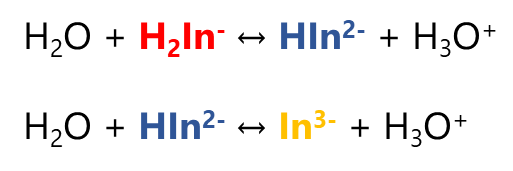 H₂O + H₂In⁻ ↔ HIn²⁻ + H₃O⁺
H₂O + HIn²⁻ ↔ In³⁻ + H₃O⁺